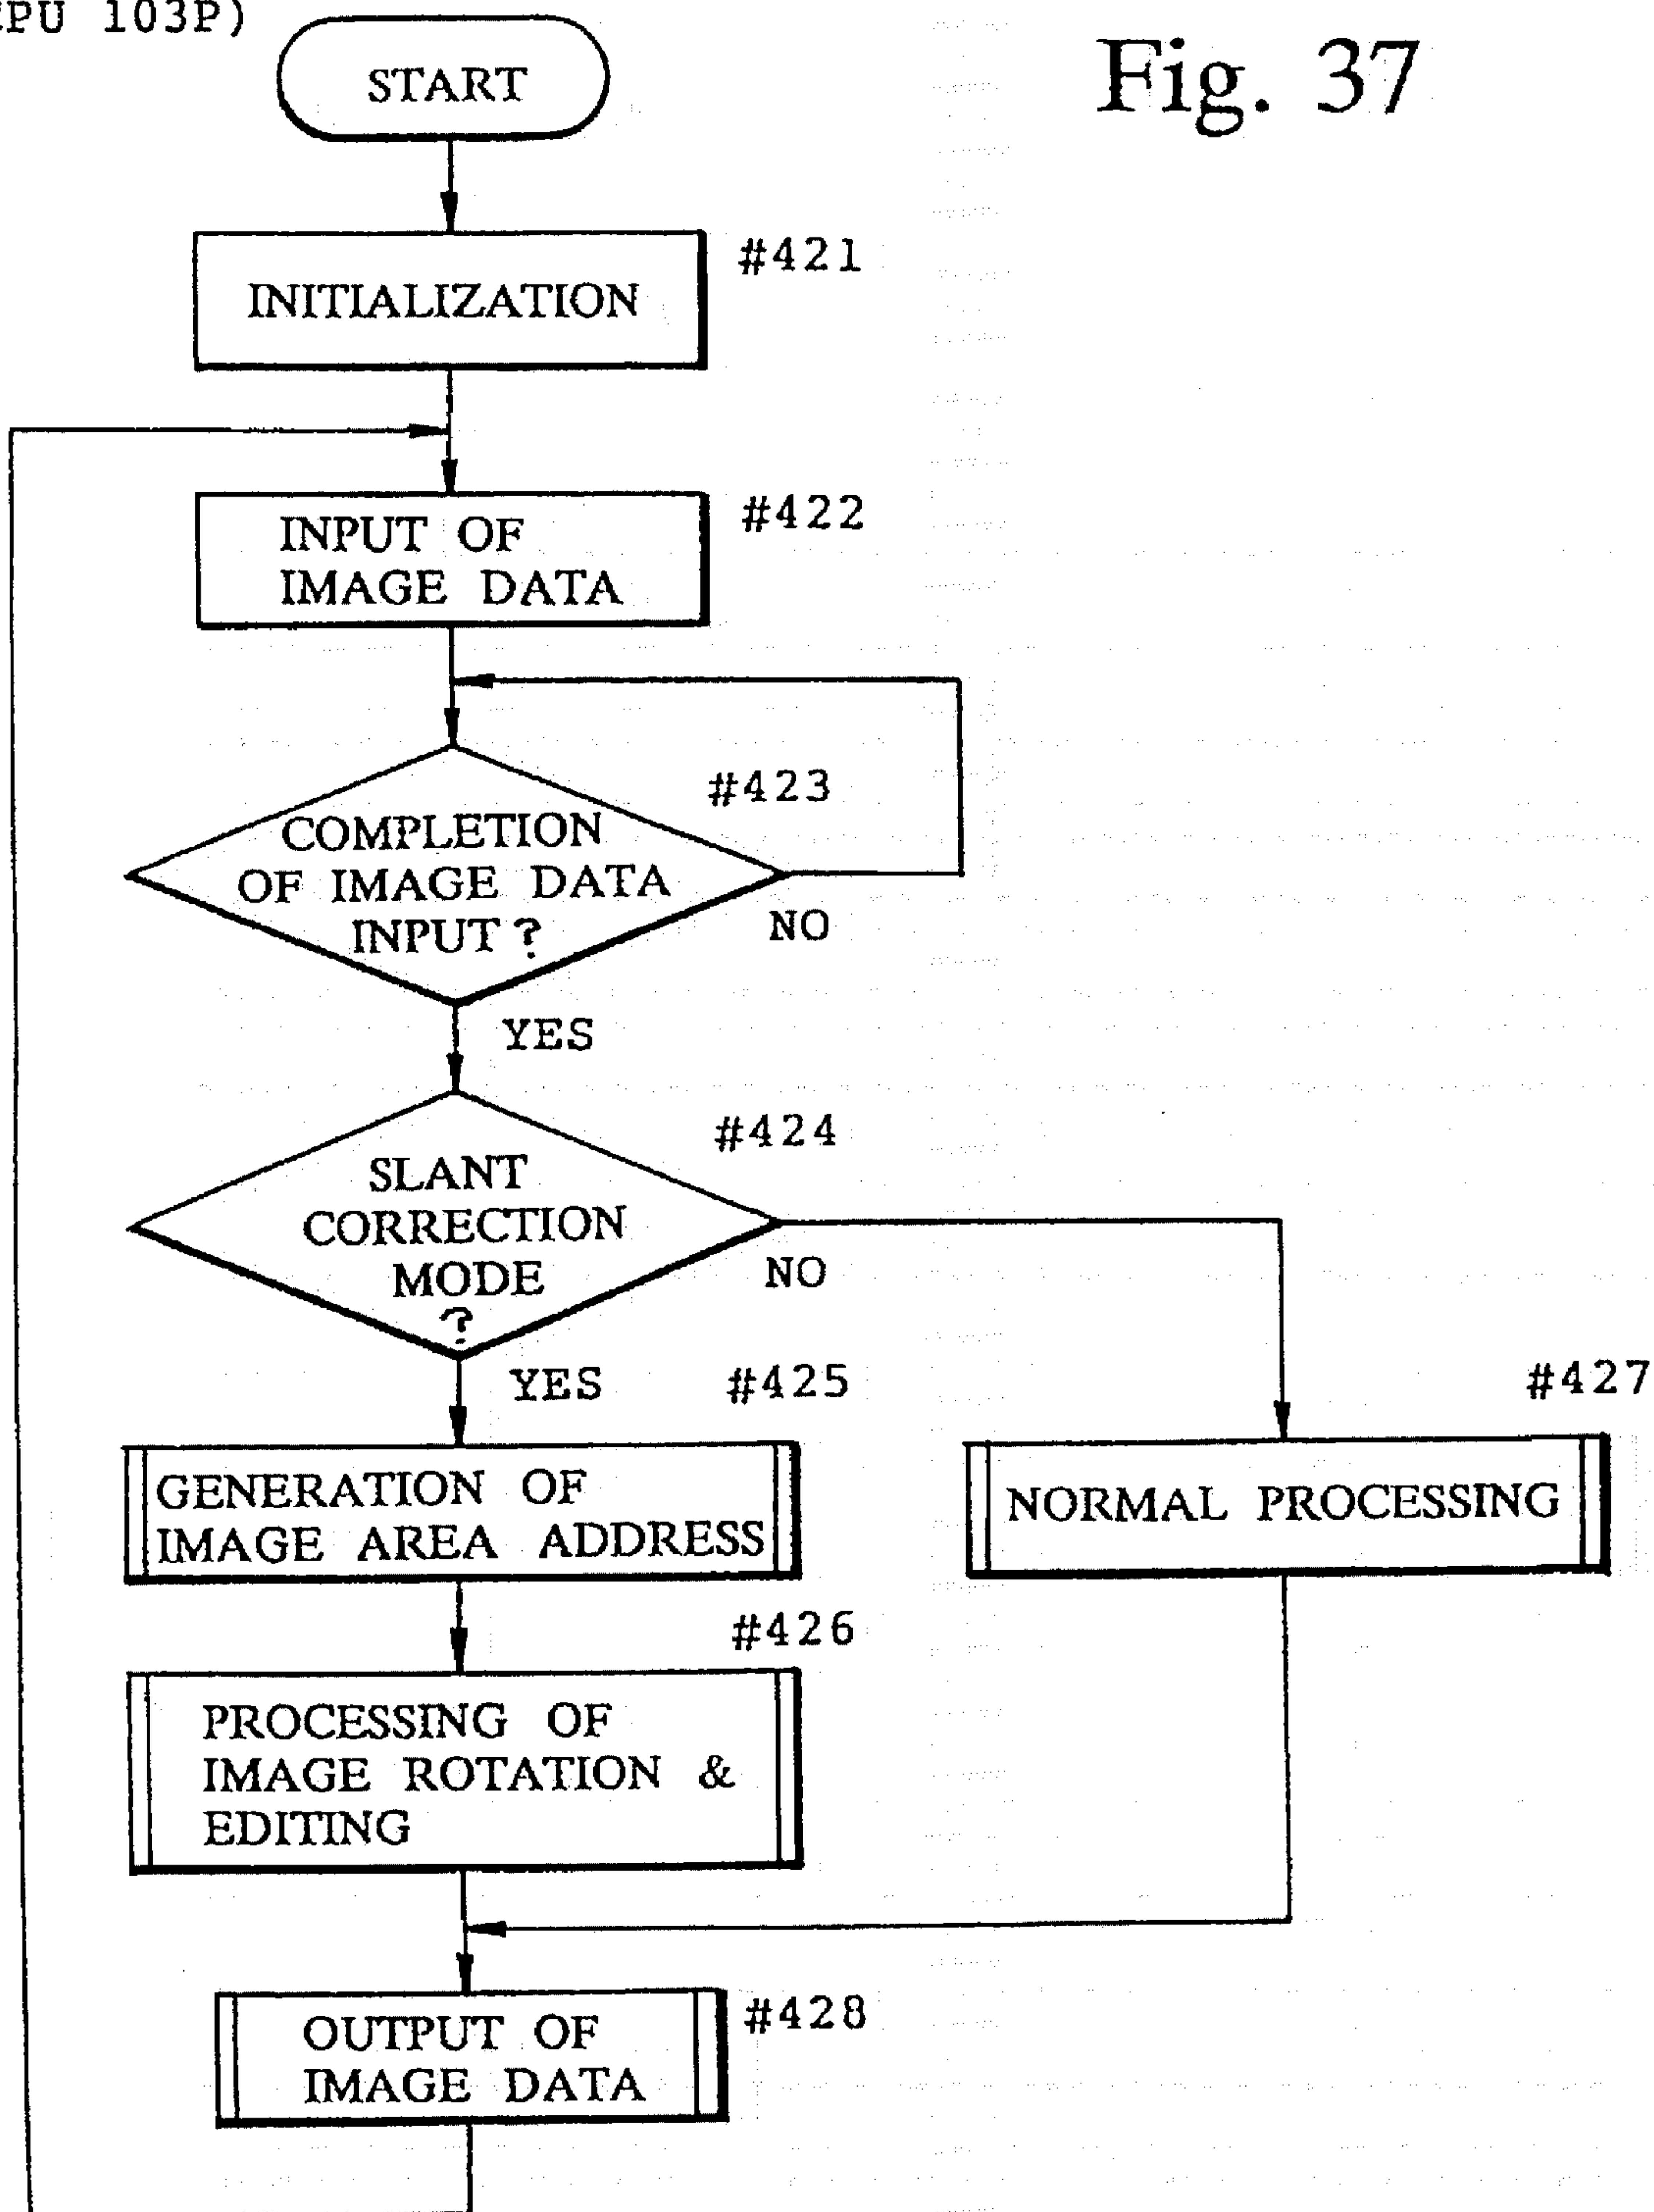 103P)
START
Fig. 37
INITIALIZATION
#421
INPUT OF
IMAGE DATA
#422
#423
COMPLETION
OF IMAGE DATA
INPUT ?
NO
YES
#424
SLANT
CORRECTION
MODE
?
NO
YES
#425
#427
GENERATION OF
IMAGE AREA ADDRESS
NORMAL PROCESSING
#426
PROCESSING OF
IMAGE ROTATION &
EDITING
OUTPUT OF
IMAGE DATA
#428